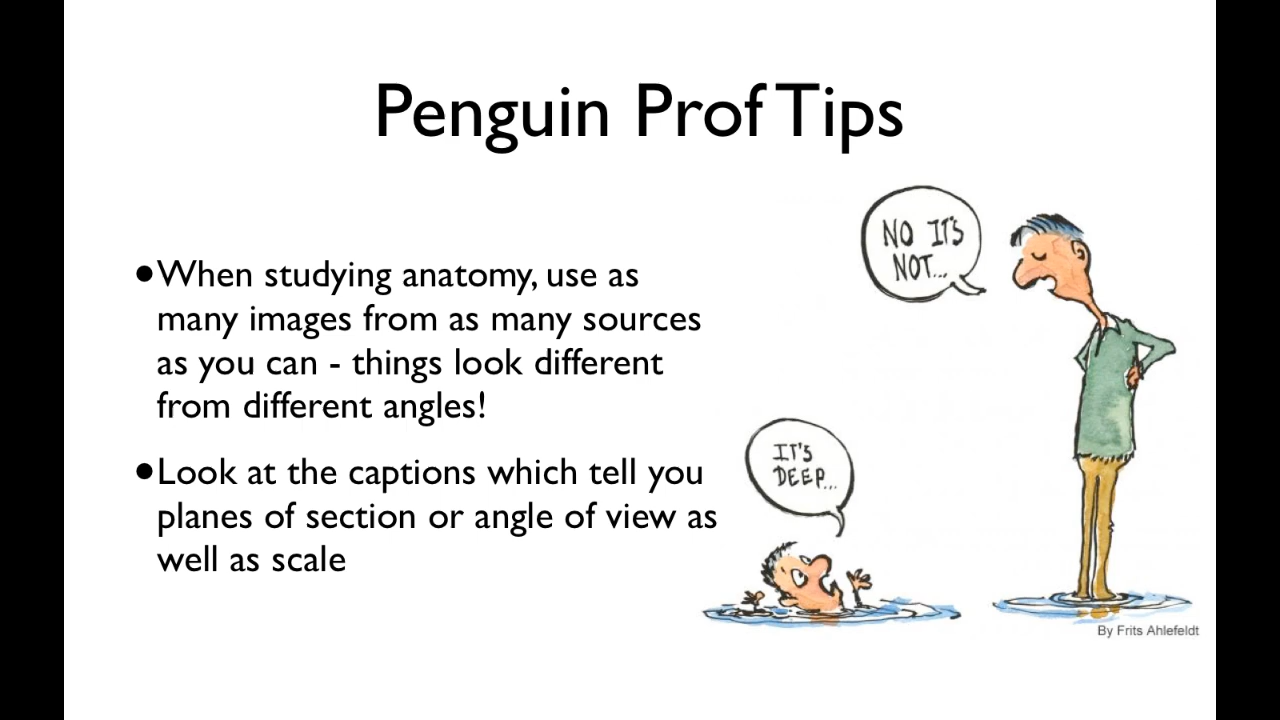 Penguin Prof Tips
•When studying anatomy, use as
many images from as many sources
as you can - things look different
from different angles!
•Look at the captions which tell you
planes of section or angle of view as
well as scale
NO IT'S
NOT...
IT'S
DEEP...
By Frits Ahlefeldt